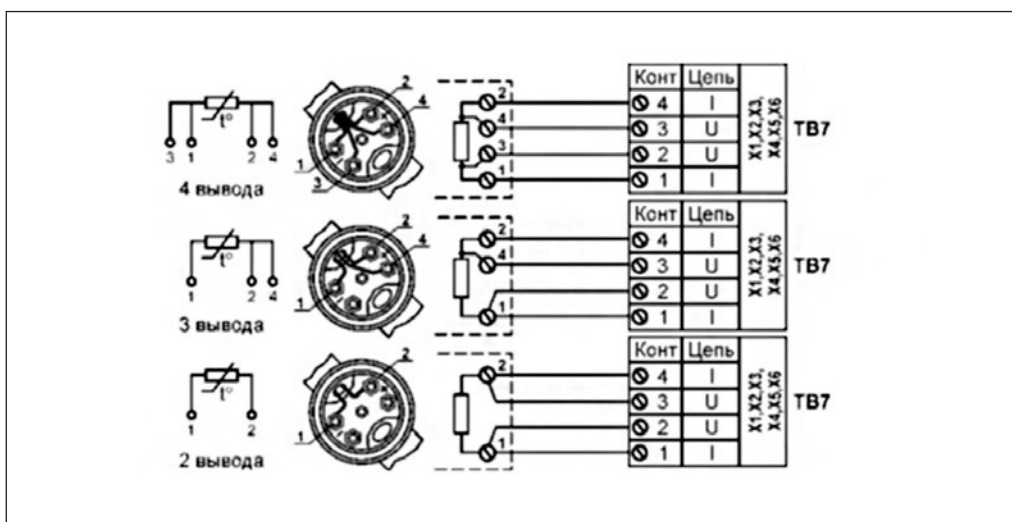 2
4
1
3
t°
3 1 2 4
4 вывода
2
4
3
1
Конт Цепь
4 I
3 U
2 U
1 I
X1,X2,X3,
X4,X5,X6
ТВ7
2
4
1
t°
1 2 4
3 вывода
2
4
1
Конт Цепь
4 I
3 U
2 U
1 I
X1,X2,X3,
X4,X5,X6
ТВ7
2
1
t°
1 2
2 вывода
2
1
Конт Цепь
4 I
3 U
2 U
1 I
X1,X2,X3,
X4,X5,X6
ТВ7